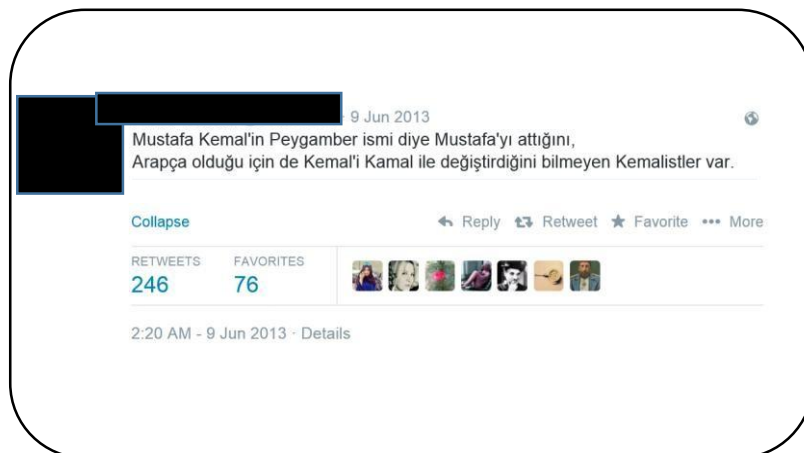 · 9 Jun 2013
Mustafa Kemal'in Peygamber ismi diye Mustafa'yı attığını,
Arapça olduğu için de Kemal'i Kamal ile değiştirdiğini bilmeyen Kemalistler var.
Collapse Reply Retweet Favorite More
RETWEETS FAVORITES
246 76
2:20 AM - 9 Jun 2013 · Details